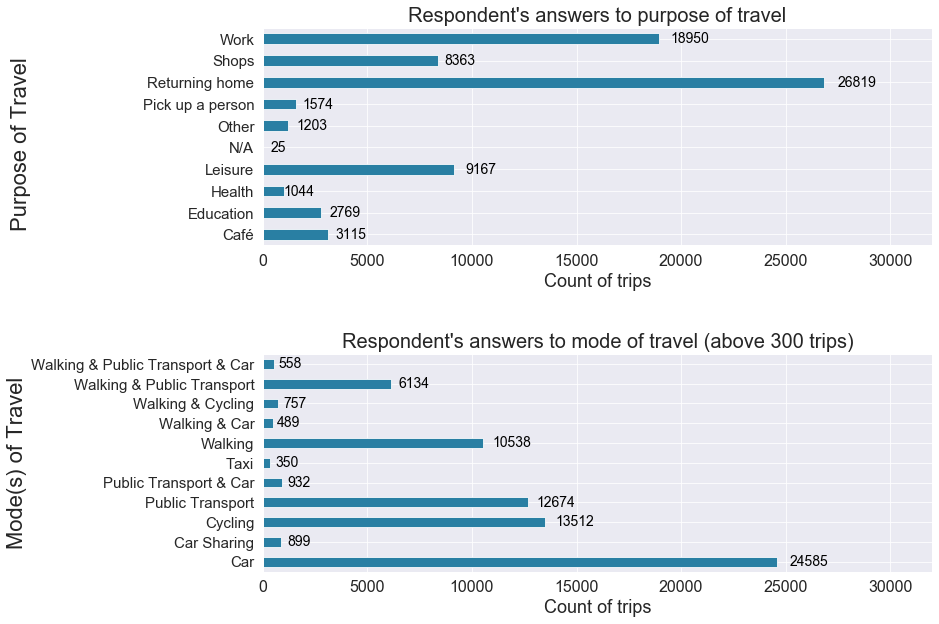 Respondent's answers to purpose of travel
Purpose of Travel
Work 18950
Shops 8363
Returning home 26819
Pick up a person 1574
Other 1203
N/A 25
Leisure 9167
Health 1044
Education 2769
Café 3115
0 5000 10000 15000 20000 25000 30000
Count of trips
Respondent's answers to mode of travel (above 300 trips)
Mode(s) of Travel
Walking & Public Transport & Car 558
Walking & Public Transport 6134
Walking & Cycling 757
Walking & Car 489
Walking 10538
Taxi 350
Public Transport & Car 932
Public Transport 12674
Cycling 13512
Car Sharing 899
Car 24585
0 5000 10000 15000 20000 25000 30000
Count of trips